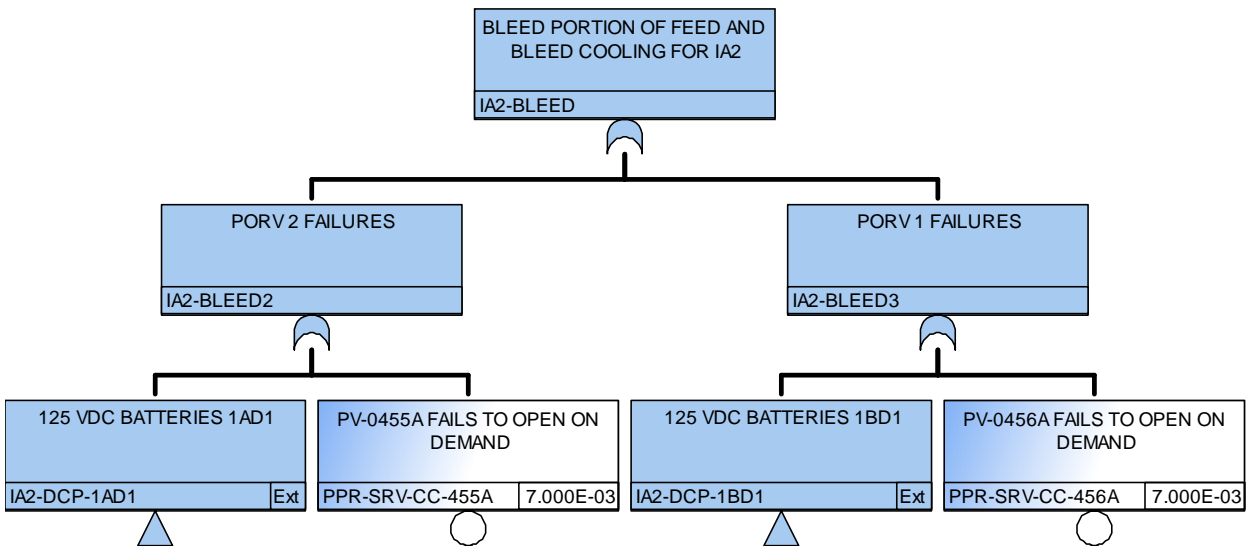 BLEED PORTION OF FEED AND
BLEED COOLING FOR IA2
IA2-BLEED
PORV 2 FAILURES
IA2-BLEED2
PORV 1 FAILURES
IA2-BLEED3
125 VDC BATTERIES 1AD1
IA2-DCP-1AD1 Ext
PV-0455A FAILS TO OPEN ON
DEMAND
PPR-SRV-CC-455A 7.000E-03
125 VDC BATTERIES 1BD1
IA2-DCP-1BD1 Ext
PV-0456A FAILS TO OPEN ON
DEMAND
PPR-SRV-CC-456A 7.000E-03